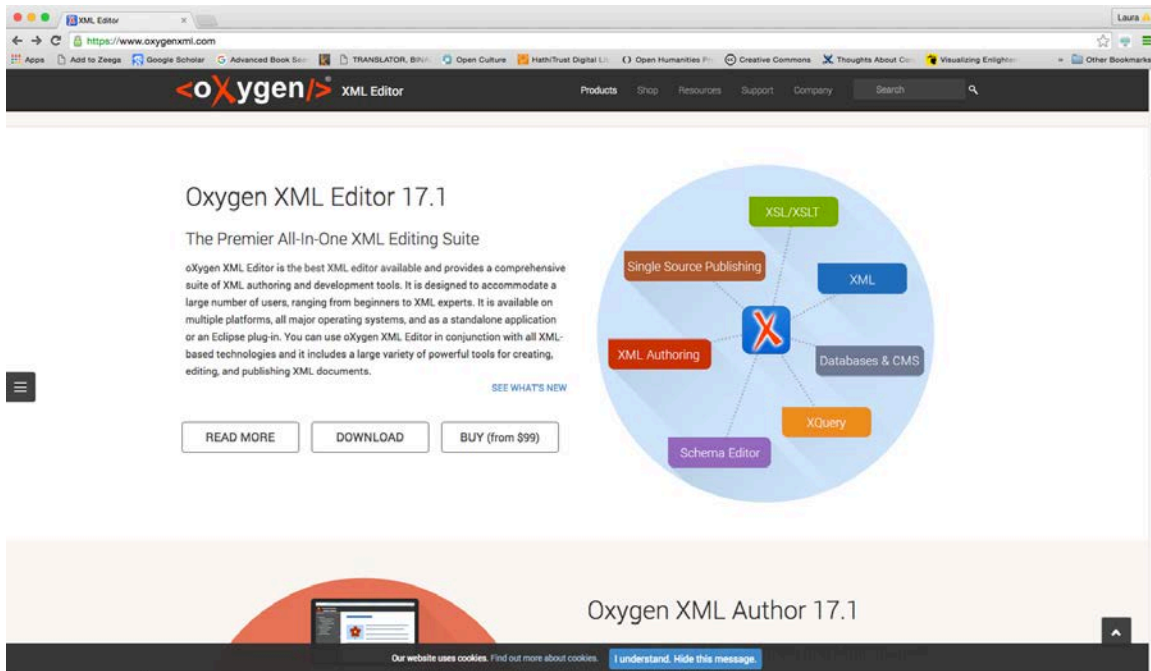 XML Editor
Laura
https://www.oxygenxml.com
Apps Add to Zeega Google Scholar Advanced Book Sea TRANSLATOR, BIN Open Culture HathiTrust Digital Li Open Humanities Pr Creative Commons Thoughts About Con Visualizing Enlighten » Other Bookmarks
<oXygen/> XML Editor Products Shop Resources Support Company Search
Oxygen XML Editor 17.1
The Premier All-In-One XML Editing Suite
oXygen XML Editor is the best XML editor available and provides a comprehensive
suite of XML authoring and development tools. It is designed to accommodate a
large number of users, ranging from beginners to XML experts. It is available on
multiple platforms, all major operating systems, and as a standalone application
or an Eclipse plug-in. You can use oXygen XML Editor in conjunction with all XML-
based technologies and it includes a large variety of powerful tools for creating,
editing, and publishing XML documents.
SEE WHAT'S NEW
READ MORE DOWNLOAD BUY (from $99)
XSL/XSLT
Single Source Publishing
XML
XML Authoring
Databases & CMS
XQuery
Schema Editor
Oxygen XML Author 17.1
Our website uses cookies. Find out more about cookies. I understand. Hide this message.